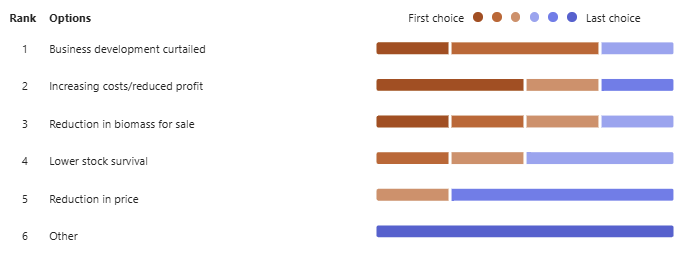 Rank Options First choice Last choice
1 Business development curtailed
2 Increasing costs/reduced profit
3 Reduction in biomass for sale
4 Lower stock survival
5 Reduction in price
6 Other